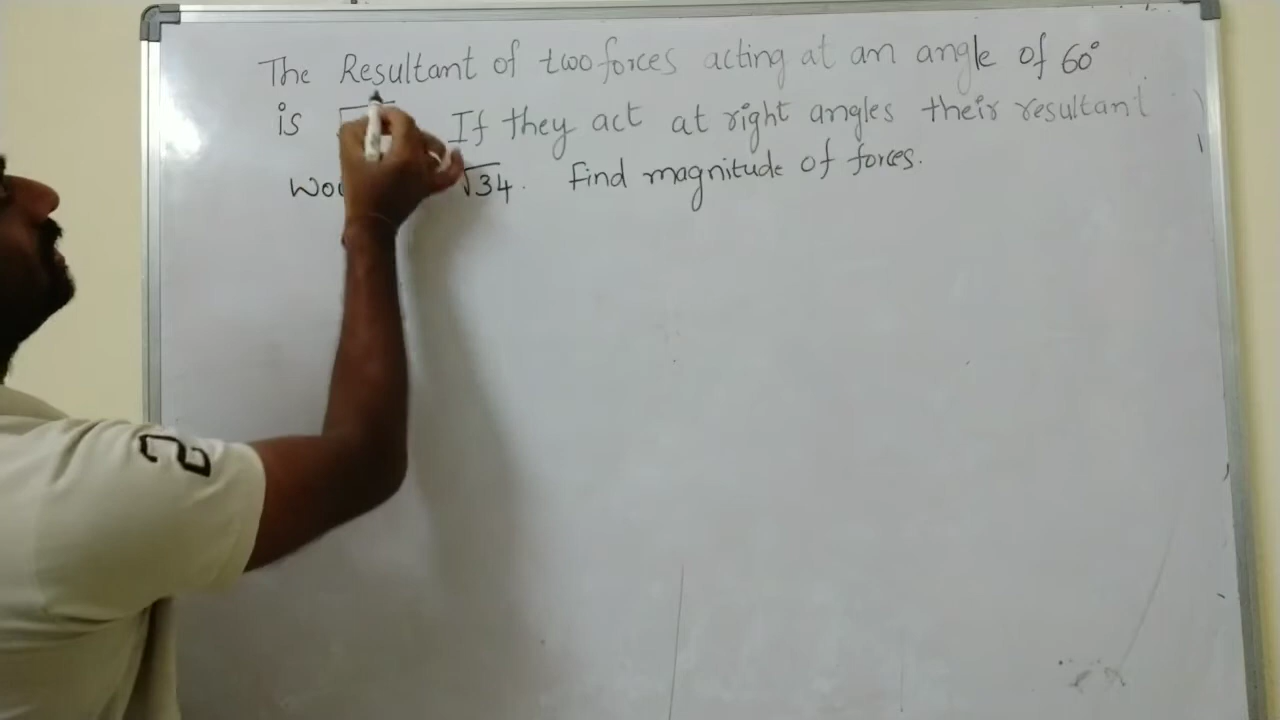 The Resultant of two forces acting at an angle of 60°
is If they act at right angles their resultant
√34. Find magnitude of forces.
2